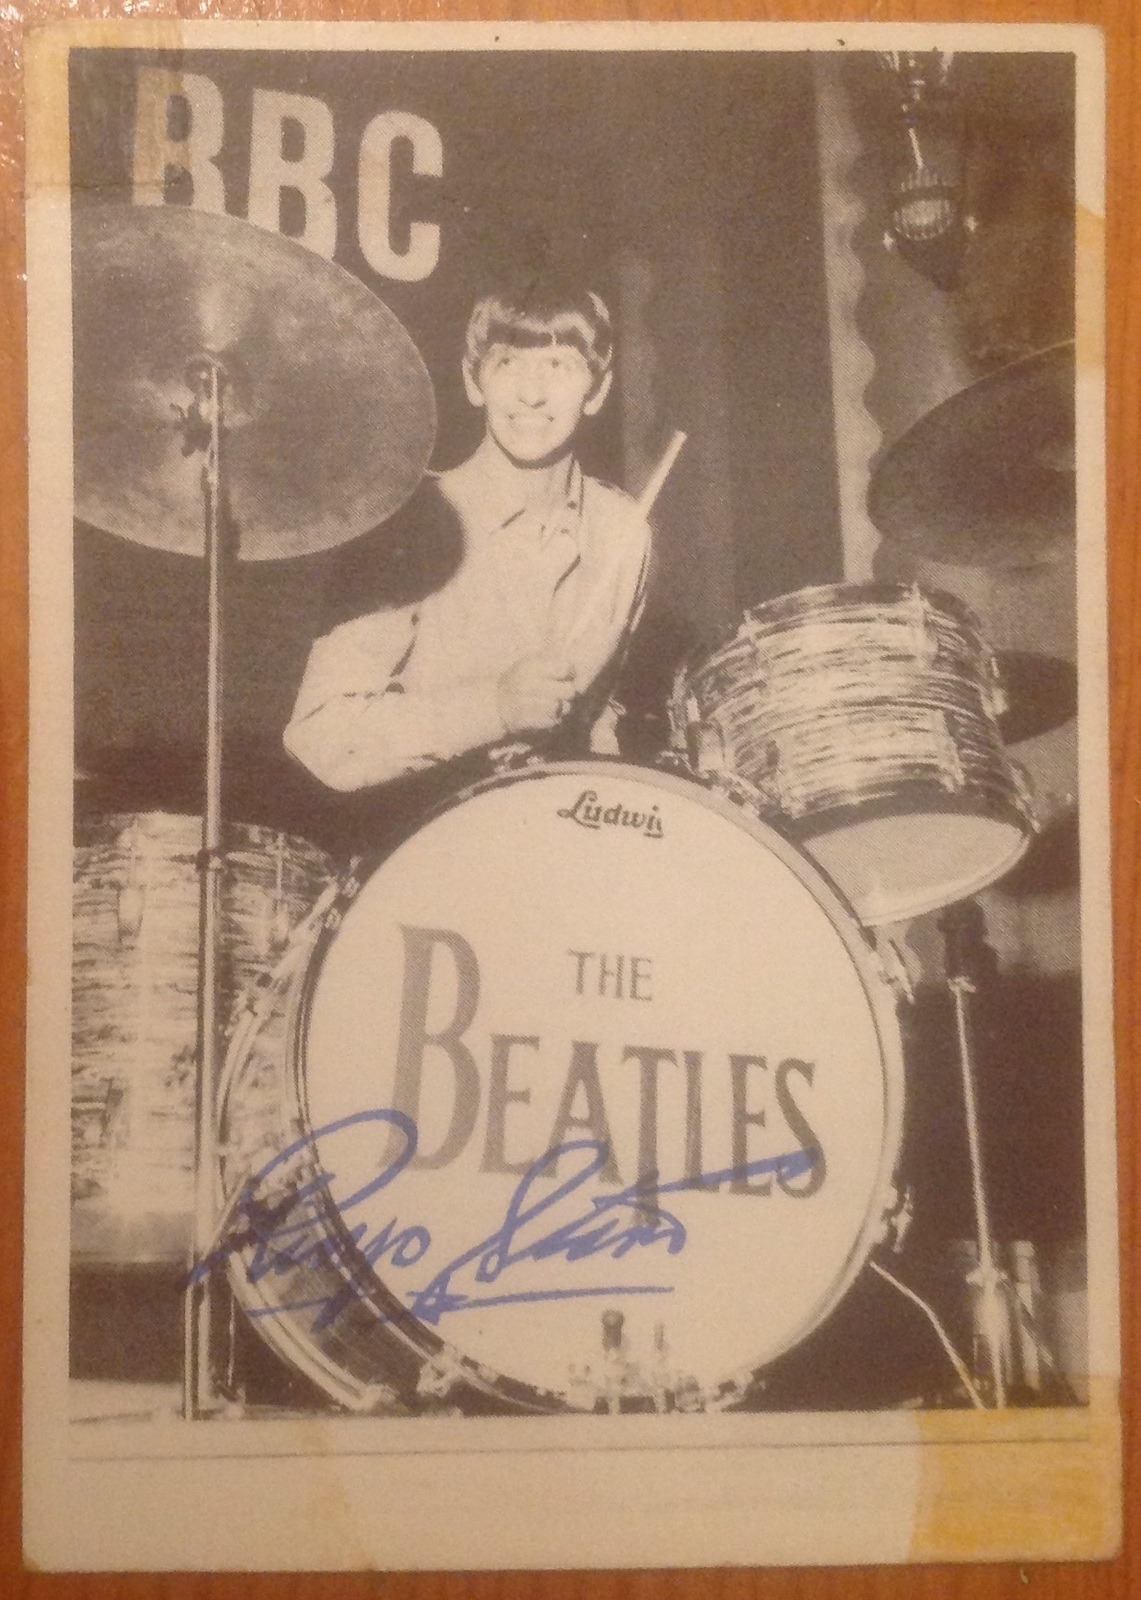 BBC
Ludwig
THE
BEATLES
Ringo Starr